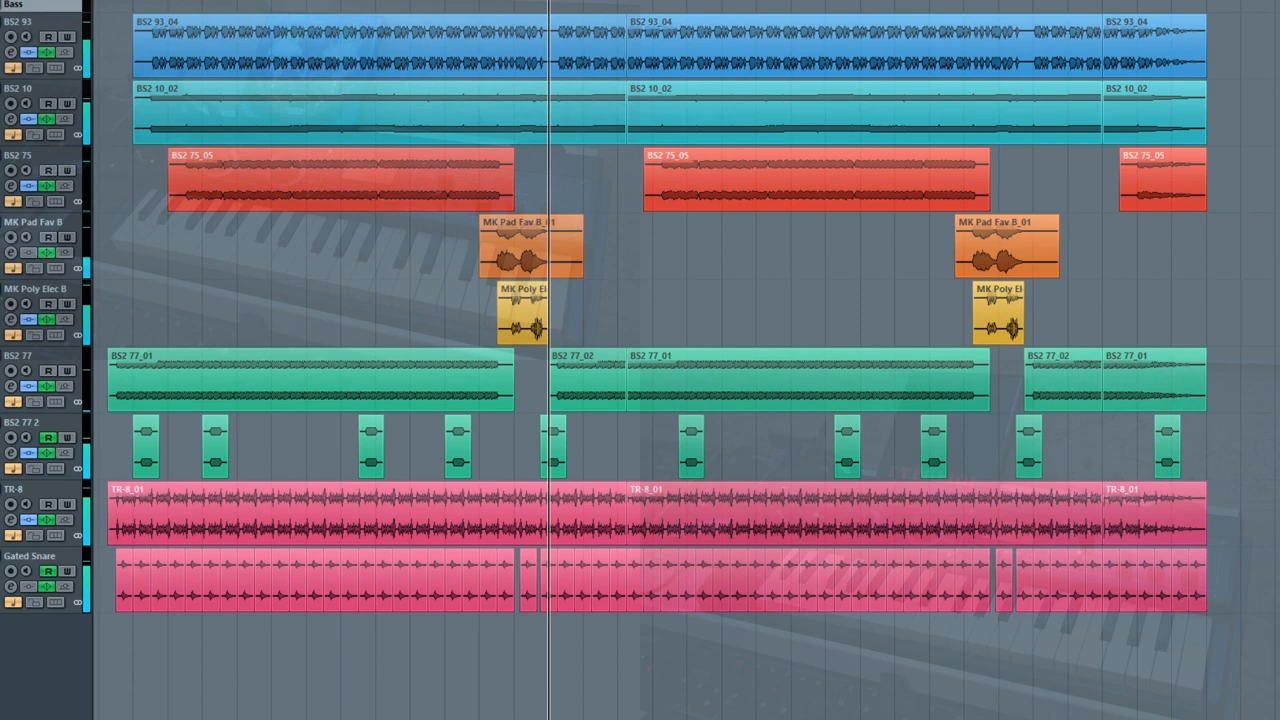 Bass
BS2 93
BS2 93_04
BS2 93_04
BS2 93_04
R W
e
BS2 10
BS2 10_02
BS2 10_02
BS2 10_02
R W
e
BS2 75
BS2 75_05
BS2 75_05
BS2 75_05
R W
e
MK Pad Fav B
MK Pad Fav B_01
MK Pad Fav B_01
R W
e
MK Poly Elec B
MK Poly El
MK Poly El
R W
e
BS2 77
BS2 77_01
BS2 77_02
BS2 77_01
BS2 77_02
BS2 77_01
R W
e
BS2 77 2
R W
e
TR-8
TR-8_01
TR-8_01
TR-8_01
R W
e
Gated Snare
R W
e